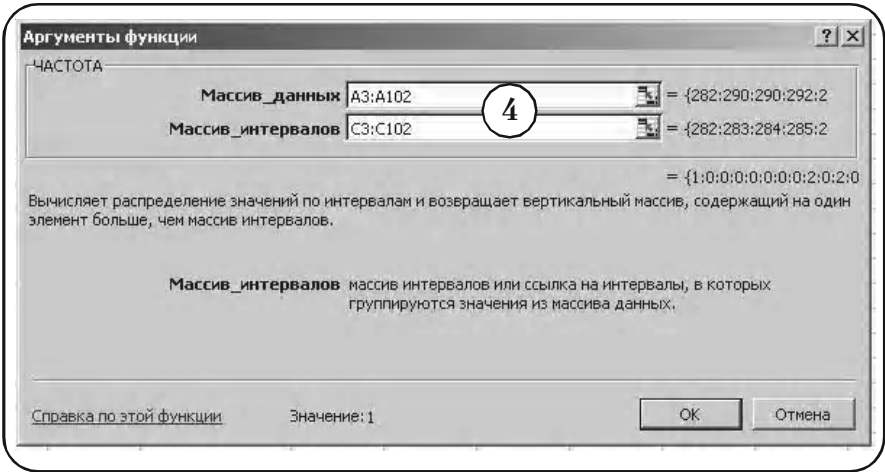 Аргументы функции
ЧАСТОТА
Массив_данных A3:A102 = {282:290:290:292:2
4
Массив_интервалов C3:C102 = {282:283:284:285:2
= {1:0:0:0:0:0:0:0:2:0:2:0
Вычисляет распределение значений по интервалам и возвращает вертикальный массив, содержащий на один
элемент больше, чем массив интервалов.
Массив_интервалов массив интервалов или ссылка на интервалы, в которых
группируются значения из массива данных.
Справка по этой функции Значение:1 OK Отмена